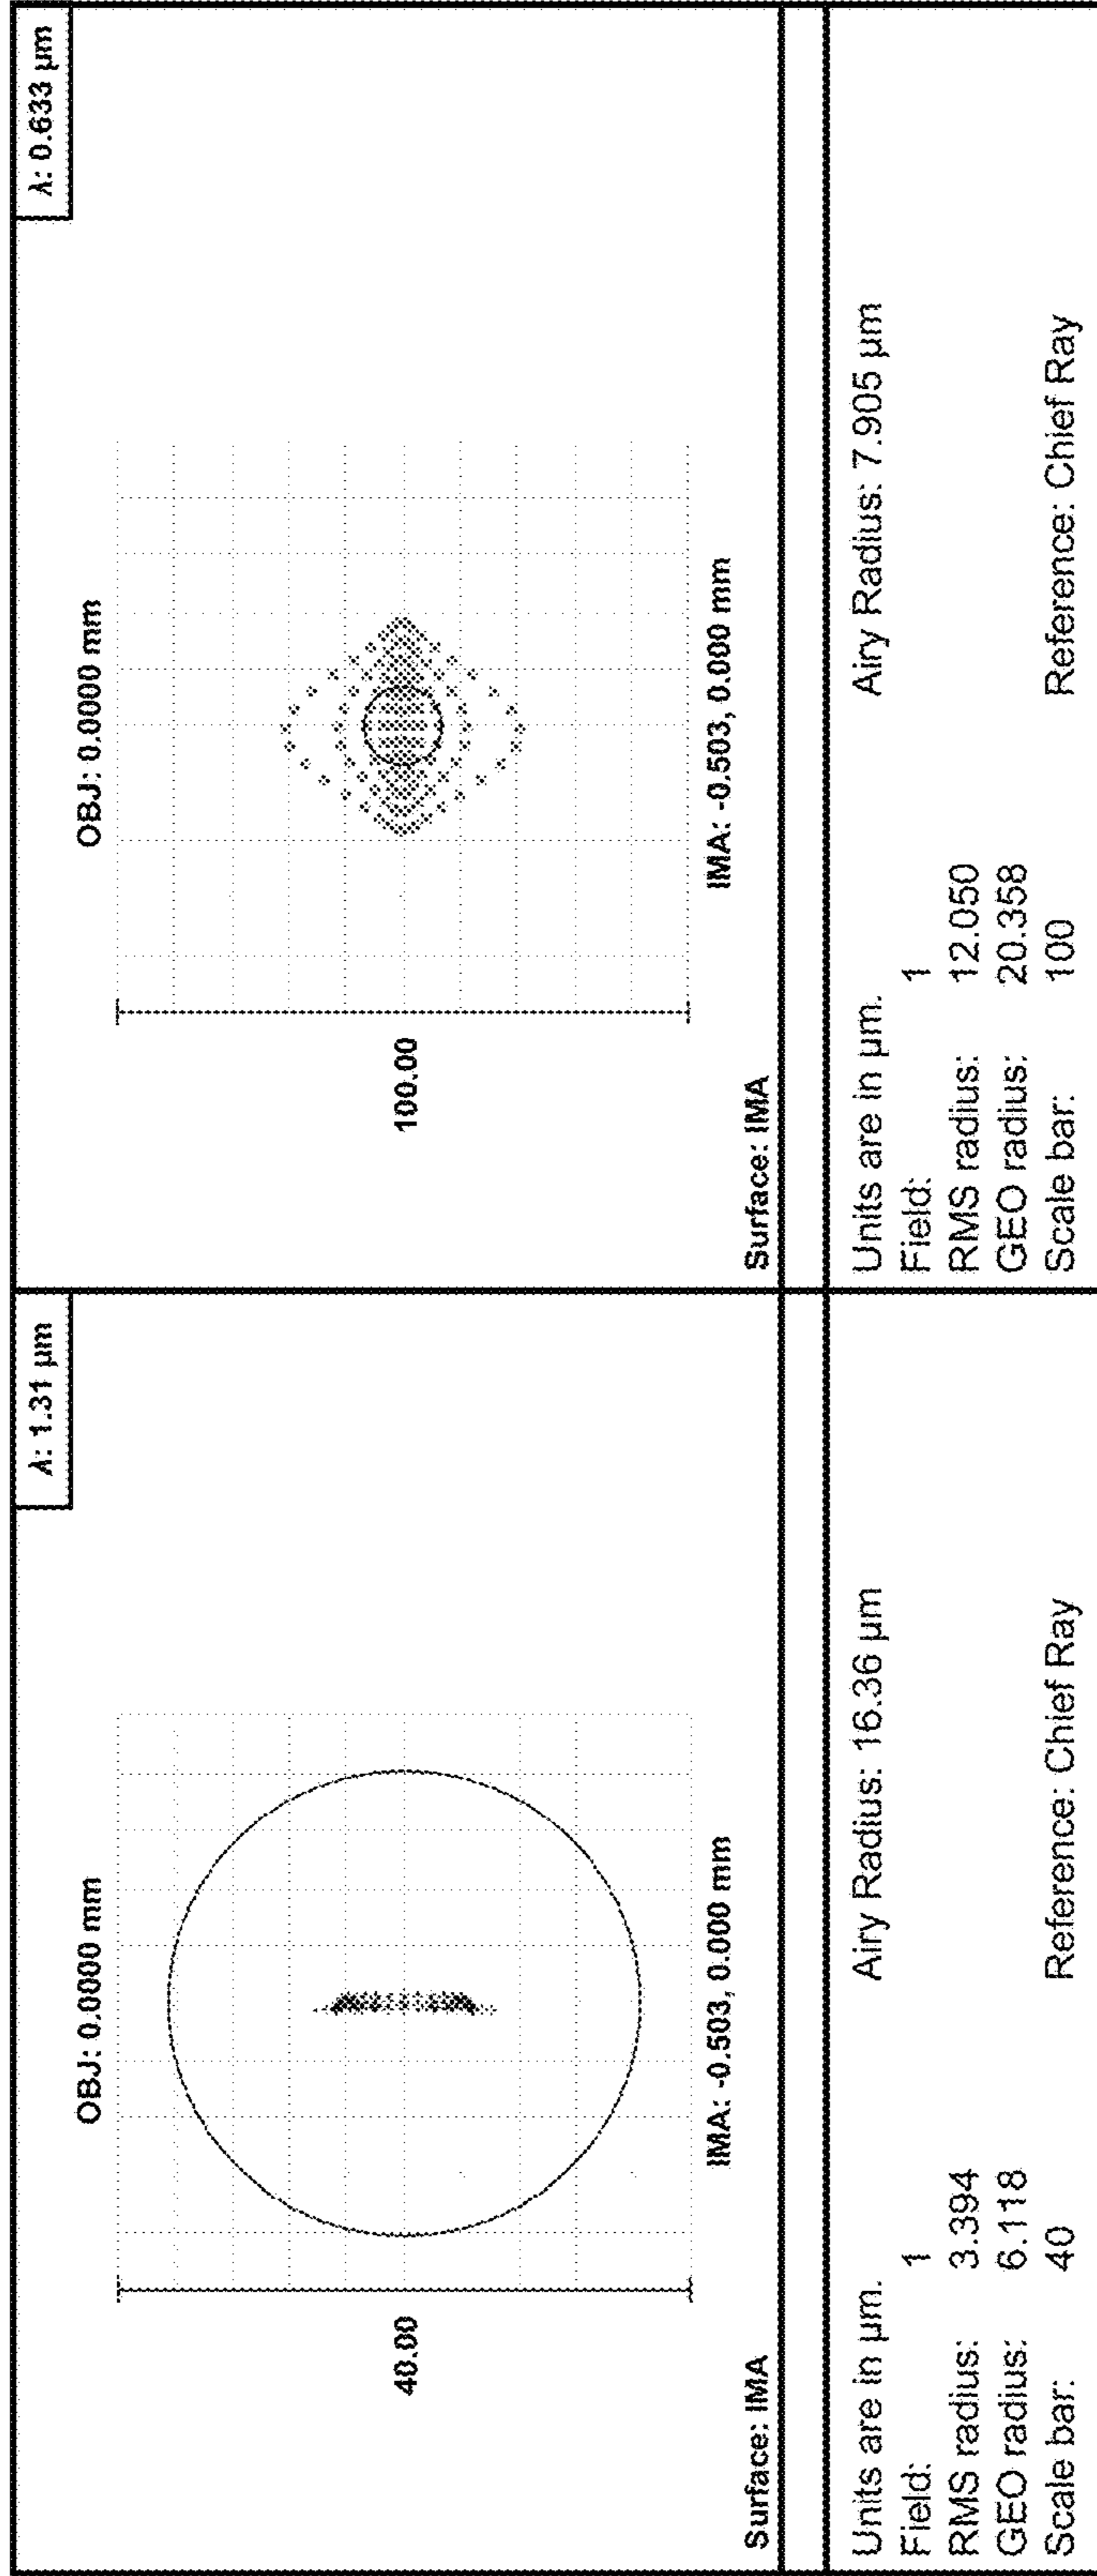 λ: 1.31 µm
OBJ: 0.0000 mm
40.00
IMA: -0.503, 0.000 mm
Surface: IMA
Units are in µm. Airy Radius: 16.36 µm
Field: 1
RMS radius: 3.394
GEO radius: 6.118
Scale bar: 40 Reference: Chief Ray
λ: 0.633 µm
OBJ: 0.0000 mm
100.00
IMA: -0.503, 0.000 mm
Surface: IMA
Units are in µm. Airy Radius: 7.905 µm
Field: 1
RMS radius: 12.050
GEO radius: 20.358
Scale bar: 100 Reference: Chief Ray